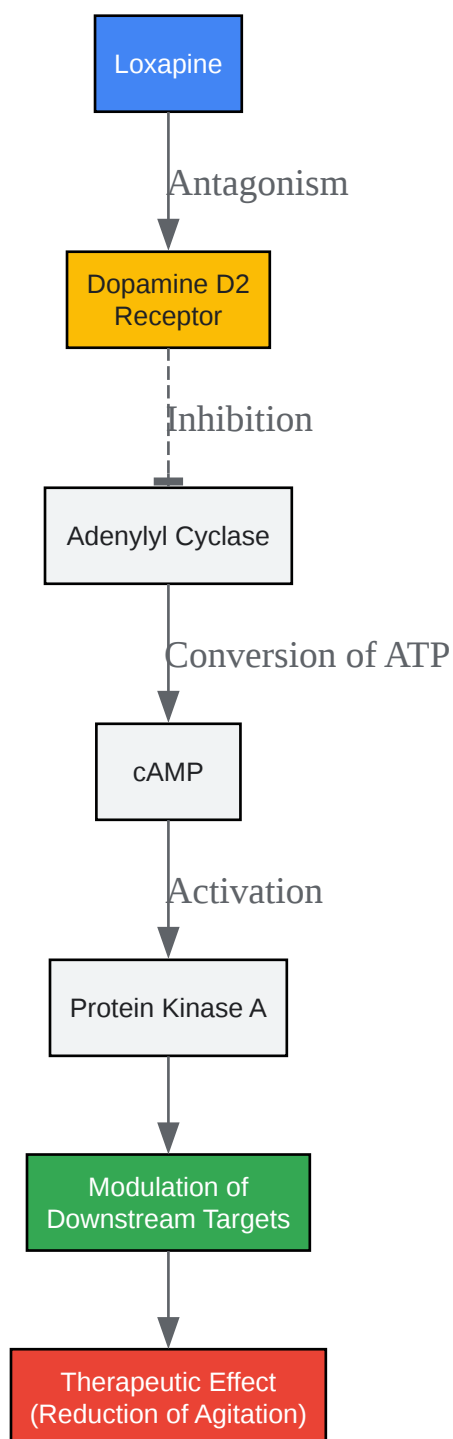 Loxapine
Antagonism
Dopamine D2
Receptor
Inhibition
Adenylyl Cyclase
Conversion of ATP
cAMP
Activation
Protein Kinase A
Modulation of
Downstream Targets
Therapeutic Effect
(Reduction of Agitation)